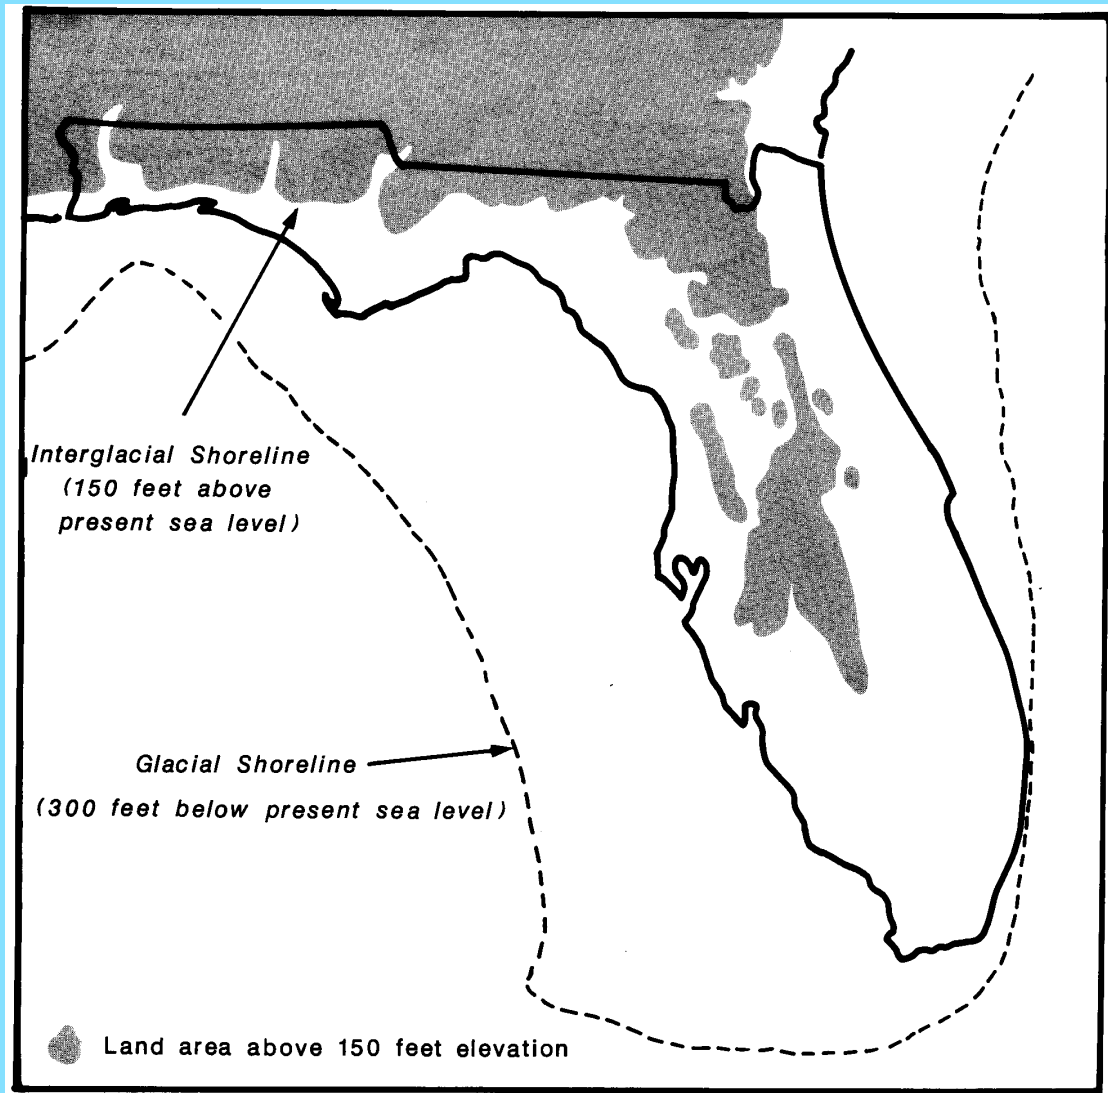 Interglacial Shoreline
(150 feet above
present sea level)
Glacial Shoreline
(300 feet below present sea level)
Land area above 150 feet elevation